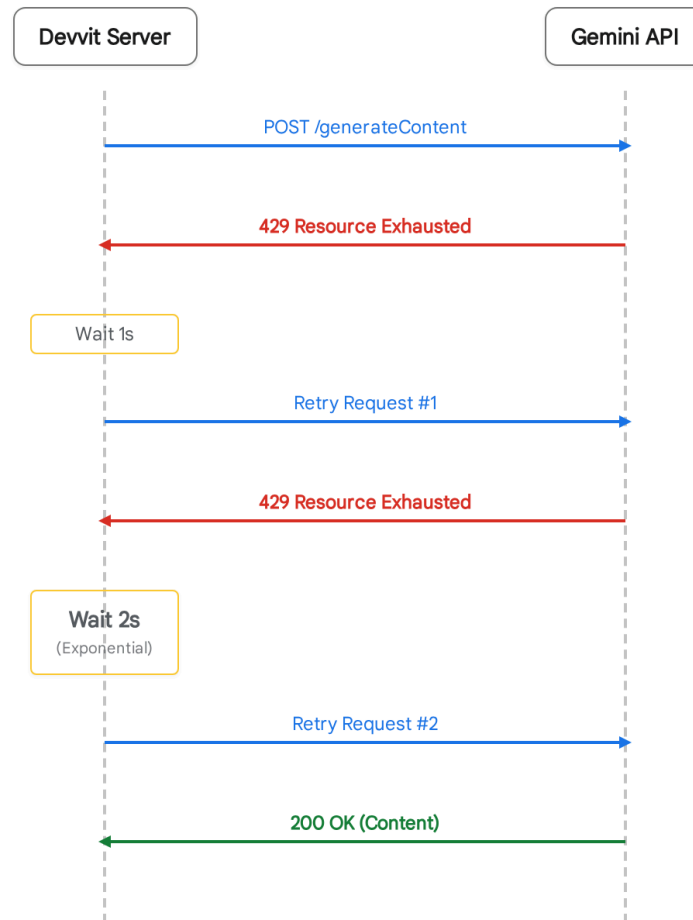 Devvit Server
Gemini API
POST /generateContent
429 Resource Exhausted
Wait 1s
Retry Request #1
429 Resource Exhausted
Wait 2s
(Exponential)
Retry Request #2
200 OK (Content)